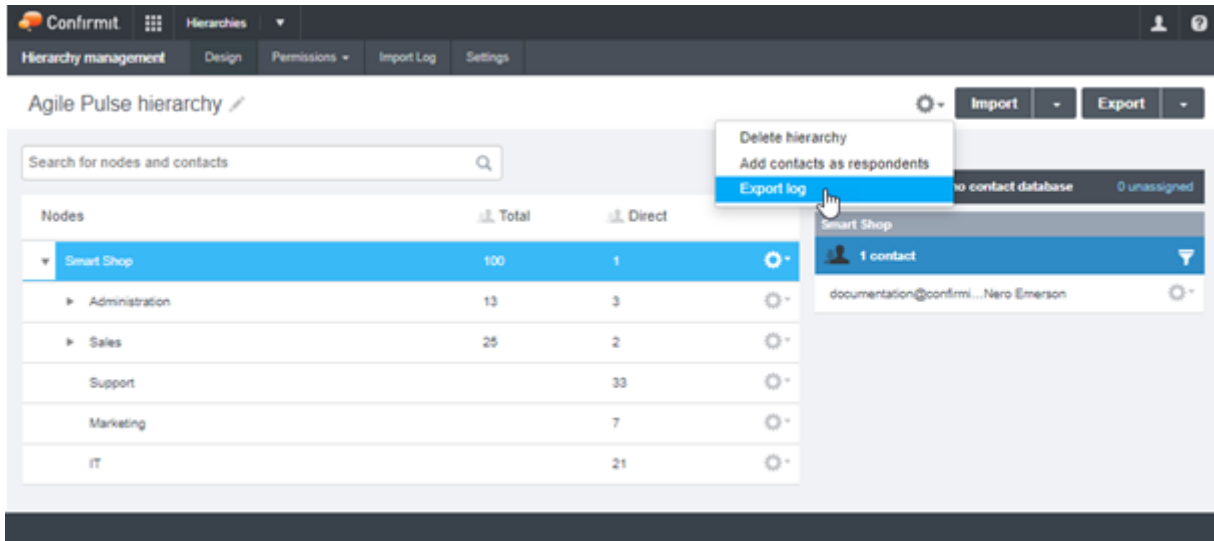 Confirmit Hierarchies
Hierarchy management Design Permissions Import Log Settings
Agile Pulse hierarchy Import Export
Delete hierarchy
Search for nodes and contacts
Add contacts as respondents
Export log no contact database 0 unassigned
Nodes Total Direct
Smart Shop
Smart Shop 100 1
1 contact
Administration 13 3
documentation@confirmi...Nero Emerson
Sales 25 2
Support 33
Marketing 7
IT 21